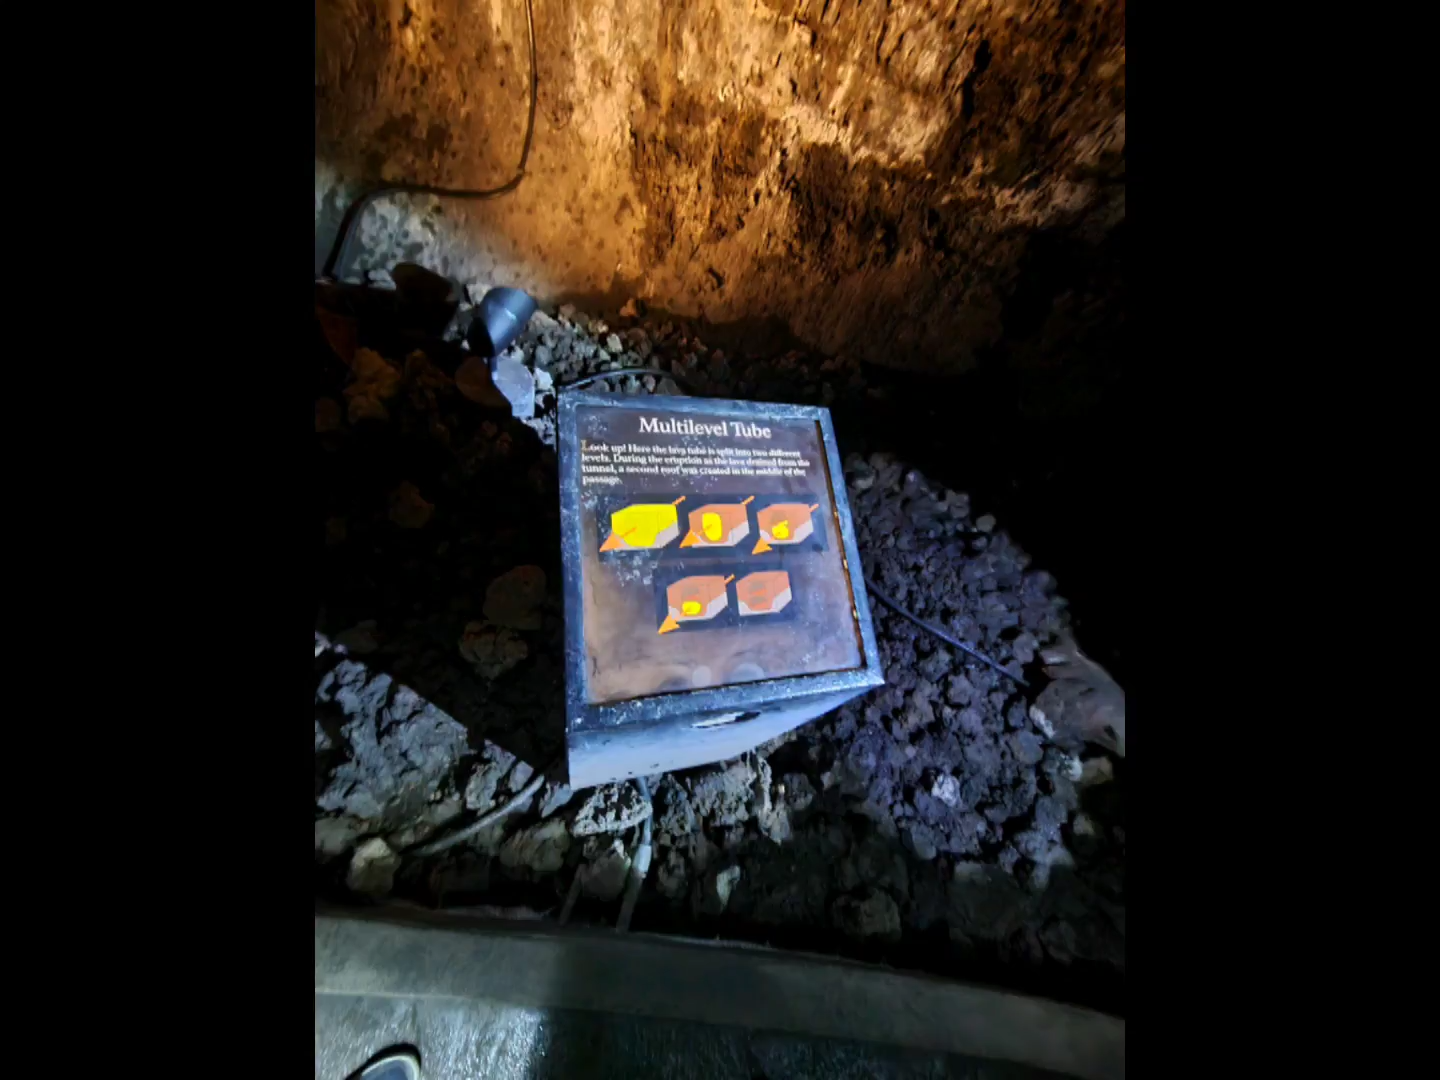 Multilevel Tube
Look up! Here the lava tube is split into two different
levels. During the eruption as the lava drained from the
tunnel, a second roof was created in the middle of the
passage.